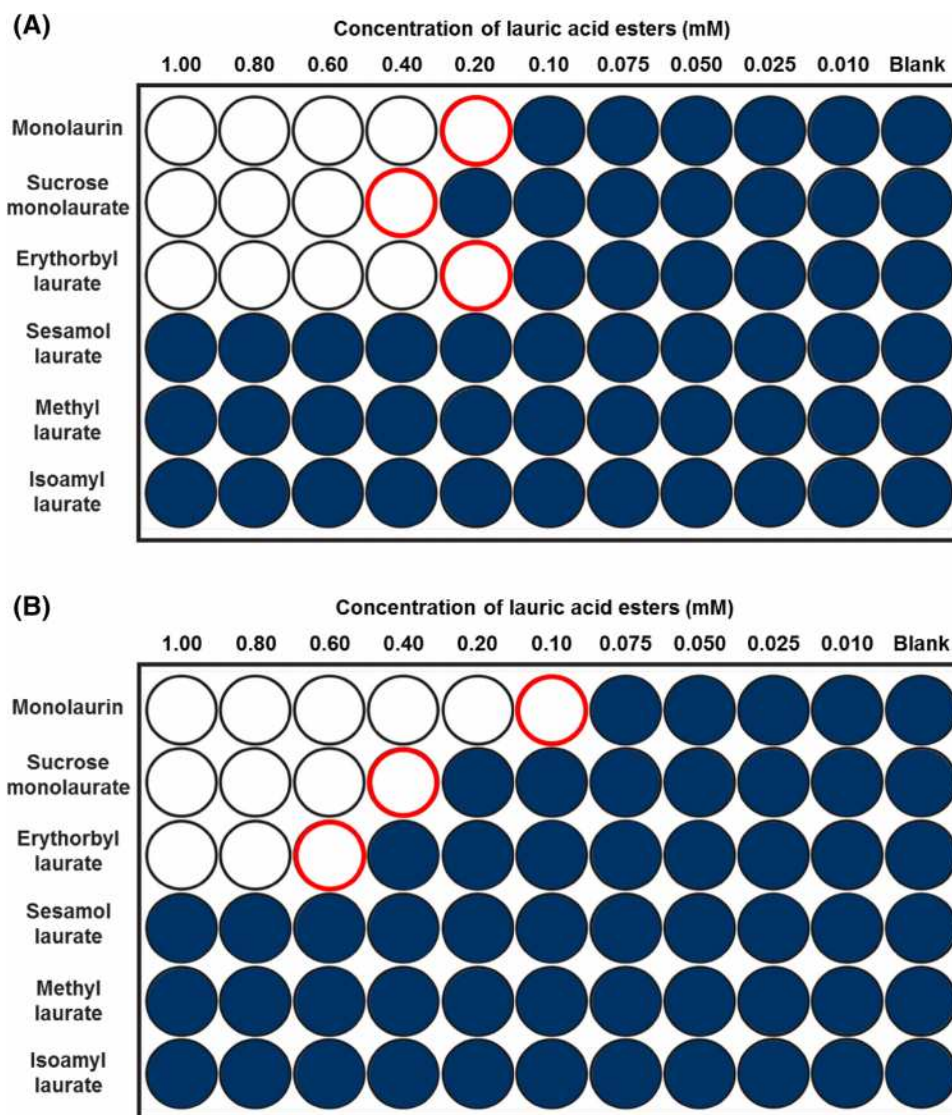 (A)
Concentration of lauric acid esters (mM)
1.00 0.80 0.60 0.40 0.20 0.10 0.075 0.050 0.025 0.010 Blank
Monolaurin
Sucrose
monolaurate
Erythorbyl
laurate
Sesamol
laurate
Methyl
laurate
Isoamyl
laurate
(B)
Concentration of lauric acid esters (mM)
1.00 0.80 0.60 0.40 0.20 0.10 0.075 0.050 0.025 0.010 Blank
Monolaurin
Sucrose
monolaurate
Erythorbyl
laurate
Sesamol
laurate
Methyl
laurate
Isoamyl
laurate